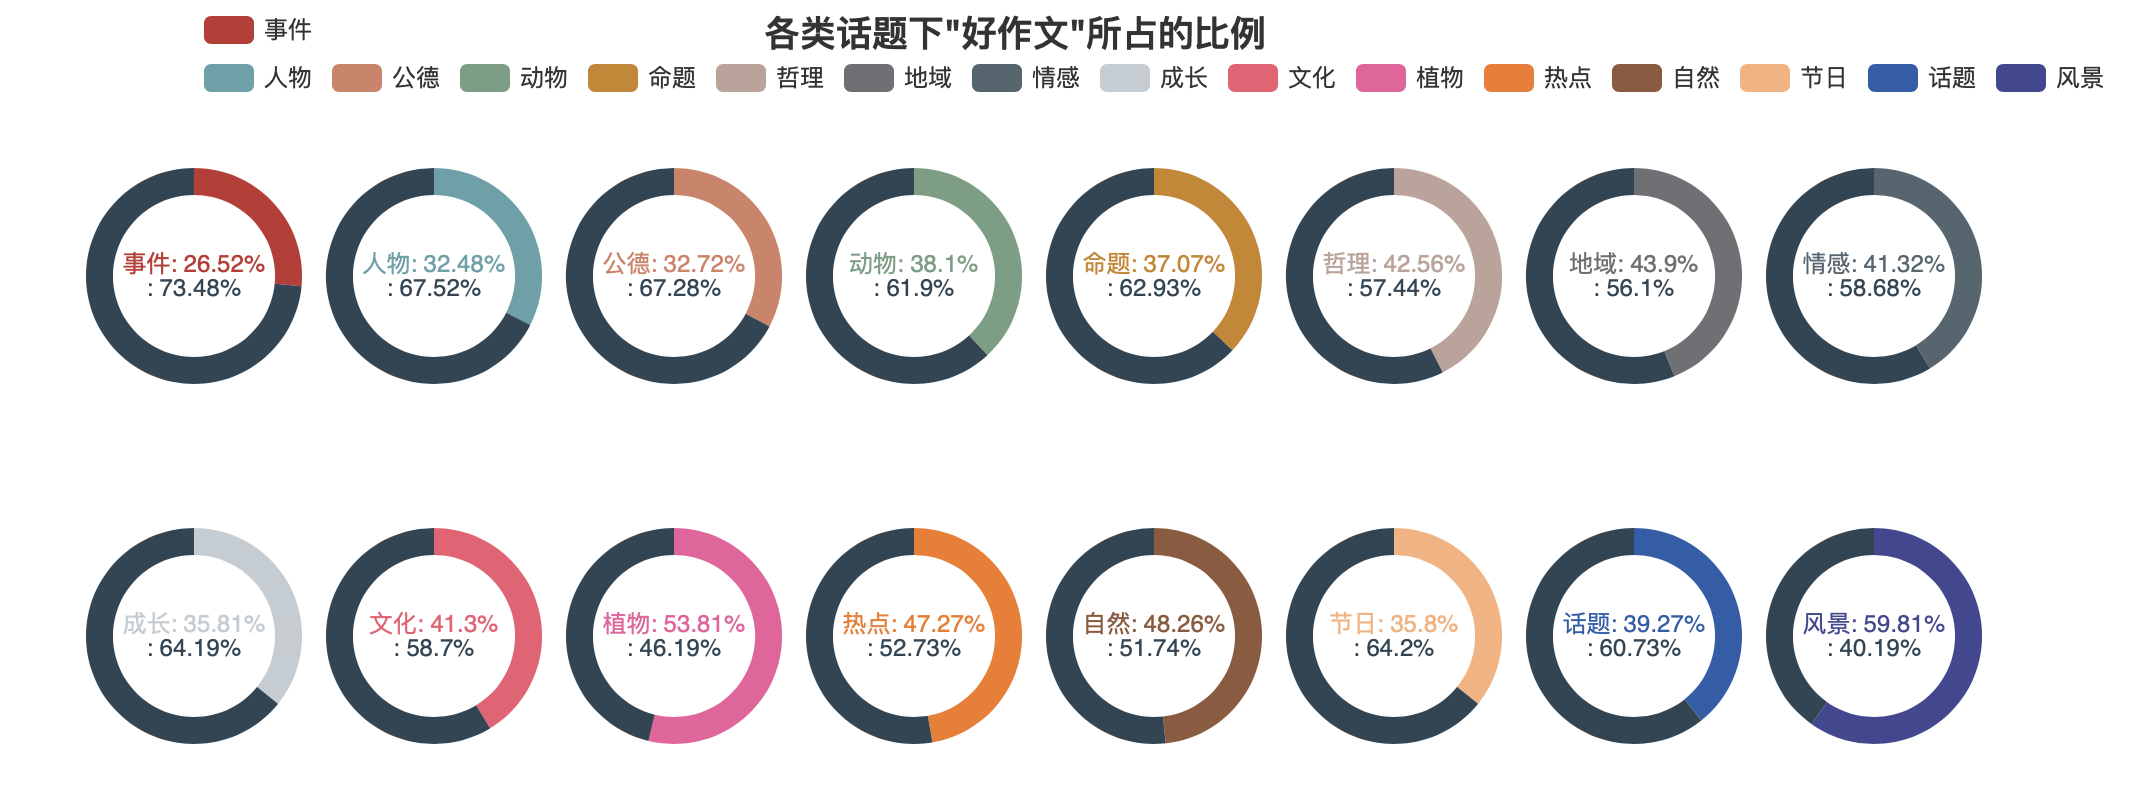 各类话题下"好作文"所占的比例
事件
人物 公德 动物 命题 哲理 地域 情感 成长 文化 植物 热点 自然 节日 话题 风景
事件: 26.52%
: 73.48%
人物: 32.48%
: 67.52%
公德: 32.72%
: 67.28%
动物: 38.1%
: 61.9%
命题: 37.07%
: 62.93%
哲理: 42.56%
: 57.44%
地域: 43.9%
: 56.1%
情感: 41.32%
: 58.68%
成长: 35.81%
: 64.19%
文化: 41.3%
: 58.7%
植物: 53.81%
: 46.19%
热点: 47.27%
: 52.73%
自然: 48.26%
: 51.74%
节日: 35.8%
: 64.2%
话题: 39.27%
: 60.73%
风景: 59.81%
: 40.19%